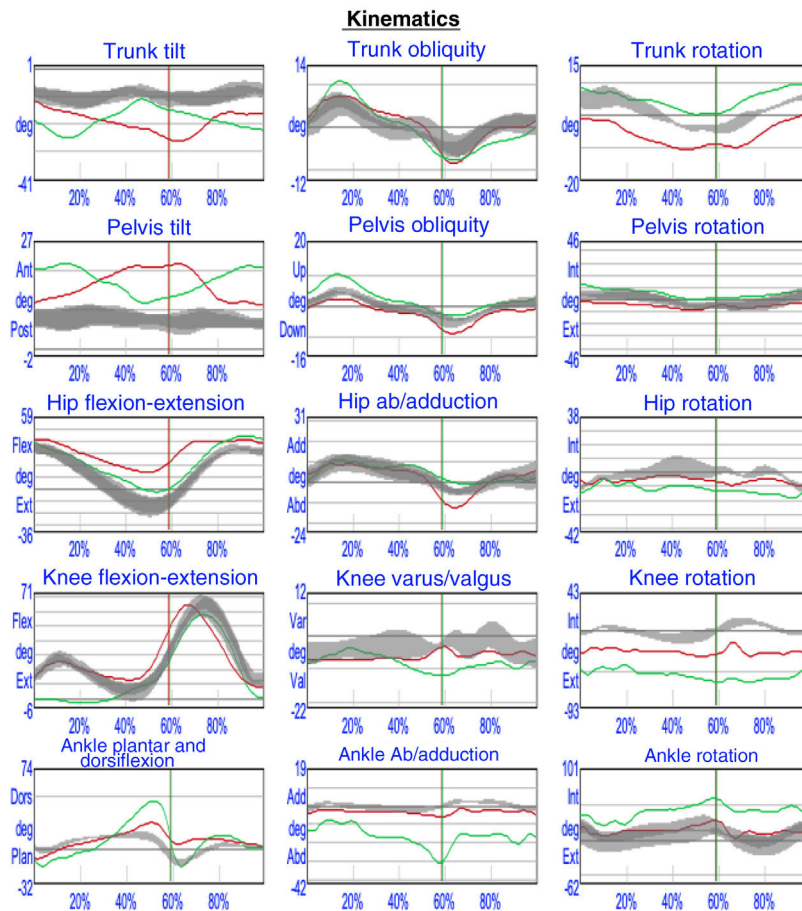 Kinematics
Trunk tilt
1
deg
-41
20% 40% 60% 80%
Trunk obliquity
14
deg
-12
20% 40% 60% 80%
Trunk rotation
15
deg
-20
20% 40% 60% 80%
Pelvis tilt
27
Ant
deg
Post
-2
20% 40% 60% 80%
Pelvis obliquity
20
Up
deg
Down
-16
20% 40% 60% 80%
Pelvis rotation
46
Int
deg
Ext
-46
20% 40% 60% 80%
Hip flexion-extension
59
Flex
deg
Ext
-36
20% 40% 60% 80%
Hip ab/adduction
31
Add
deg
Abd
-24
20% 40% 60% 80%
Hip rotation
38
Int
deg
Ext
-42
20% 40% 60% 80%
Knee flexion-extension
71
Flex
deg
Ext
-6
20% 40% 60% 80%
Knee varus/valgus
12
Var
deg
Val
-22
20% 40% 60% 80%
Knee rotation
43
Int
deg
Ext
-93
20% 40% 60% 80%
Ankle plantar and
dorsiflexion
74
Dors
deg
Plan
-32
20% 40% 60% 80%
Ankle Ab/adduction
19
Add
deg
Abd
-42
20% 40% 60% 80%
Ankle rotation
101
Int
deg
Ext
-62
20% 40% 60% 80%